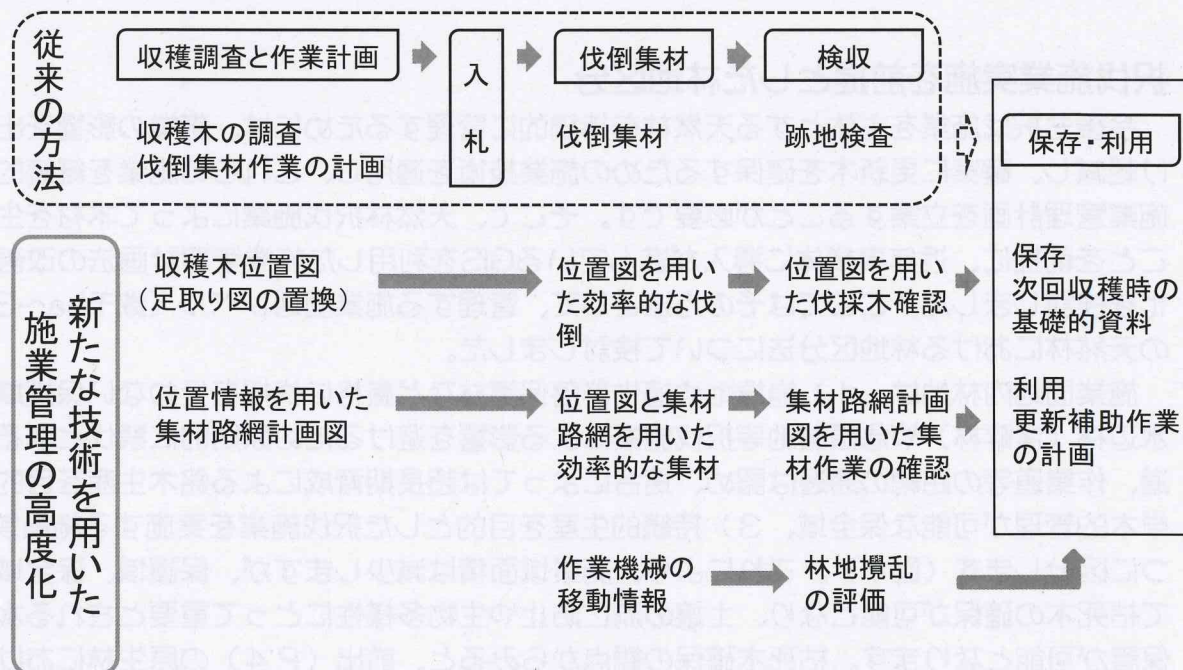 従来の方法
収穫調査と作業計画
収穫木の調査
伐倒集材作業の計画
入札
伐倒集材
伐倒集材
検収
跡地検査
保存・利用
新たな技術を用いた
施業管理の高度化
収穫木位置図
(足取り図の置換)
位置図を用い
た効率的な伐
倒
位置図を用い
た伐採木確認
保存
次回収穫時の
基礎的資料
位置情報を用いた
集材路網計画図
位置図と集材
路網を用いた
効率的な集材
集材路網計画
図を用いた集
材作業の確認
利用
更新補助作業
の計画
作業機械の
移動情報
林地攪乱
の評価